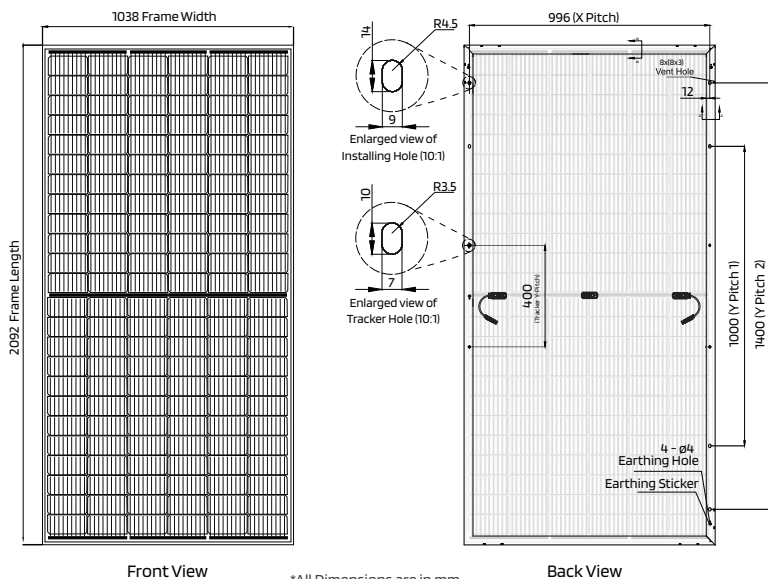 1038 Frame Width
2092 Frame Length
Front View
14
R4.5
9
Enlarged view of
Installing Hole (10:1)
10
R3.5
7
Enlarged view of
Tracker Hole (10:1)
*All Dimensions are in mm
996 (X Pitch)
8x(8x3)
Vent Hole
12
400
(Tracker Y-Pitch)
1000 (Y Pitch 1)
1400 (Y Pitch 2)
4 - ø4
Earthing Hole
Earthing Sticker
Back View